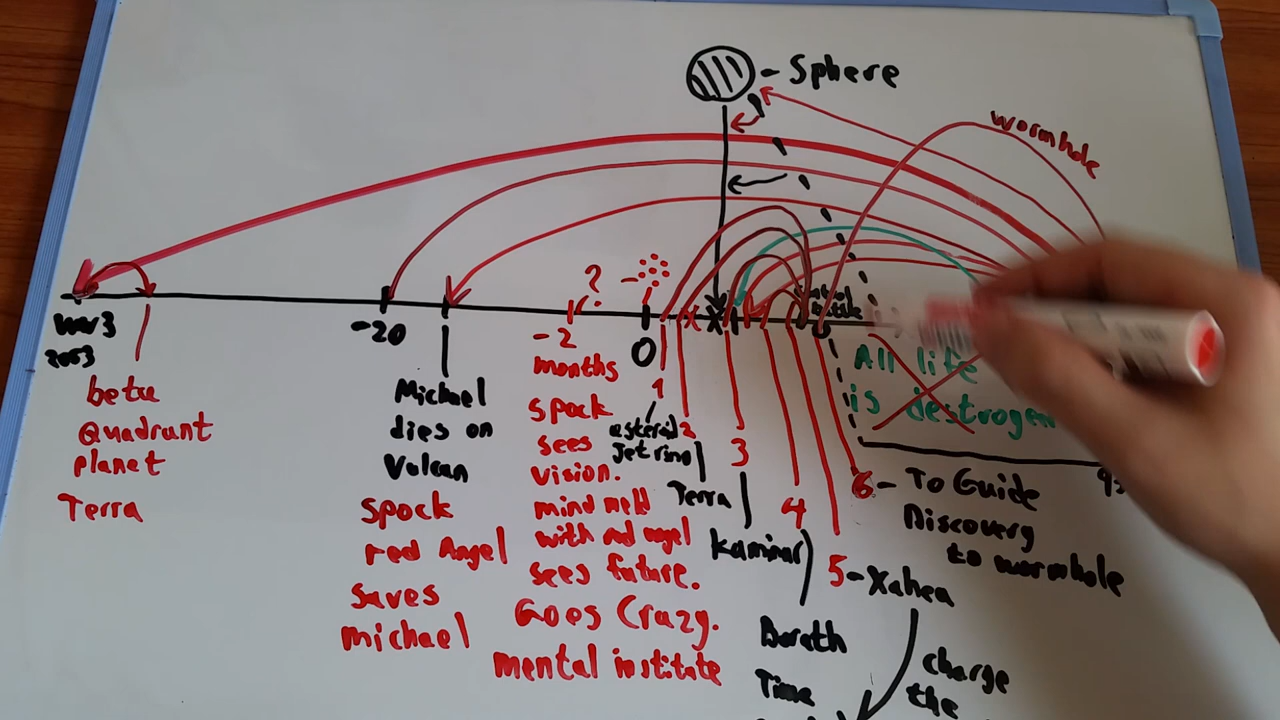 - Sphere
wormhole
?
-20
-2
months
0
2053
beta
Quadrant
planet
Terra
Michael
dies on
Vulcan
Spock
red Angel
saves
michael
spock
sees
vision.
mind meld
with red angel
sees future.
Goes Crazy.
mental institute
1
asteroid
2
Terra
3
Kaminar
4
Boreth
Time
5-Xahea
charge
the
6- To Guide
Discovery
to wormhole
All life
is destroyed